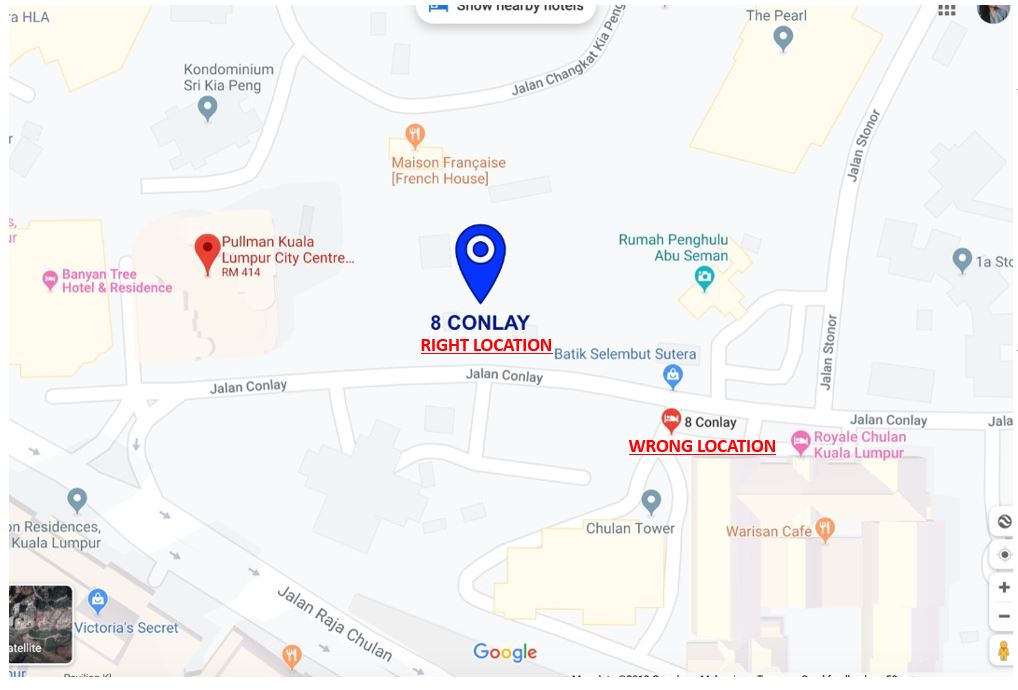 ra HLA
Show nearby hotels
The Pearl
Kondominium
Sri Kia Peng
Jalan Changkat Kia Peng
Jalan Stonor
Maison Française
[French House]
Pullman Kuala
Lumpur City Centre...
RM 414
Banyan Tree
Hotel & Residence
Rumah Penghulu
Abu Seman
1a Sto
8 CONLAY
RIGHT LOCATION
Batik Selembut Sutera
Jalan Stonor
Jalan Conlay
Jalan Conlay
Jalan Conlay
Jala
8 Conlay
WRONG LOCATION
Royale Chulan
Kuala Lumpur
on Residences,
Kuala Lumpur
Chulan Tower
Warisan Café
Jalan Raja Chulan
Victoria's Secret
atellite
Google